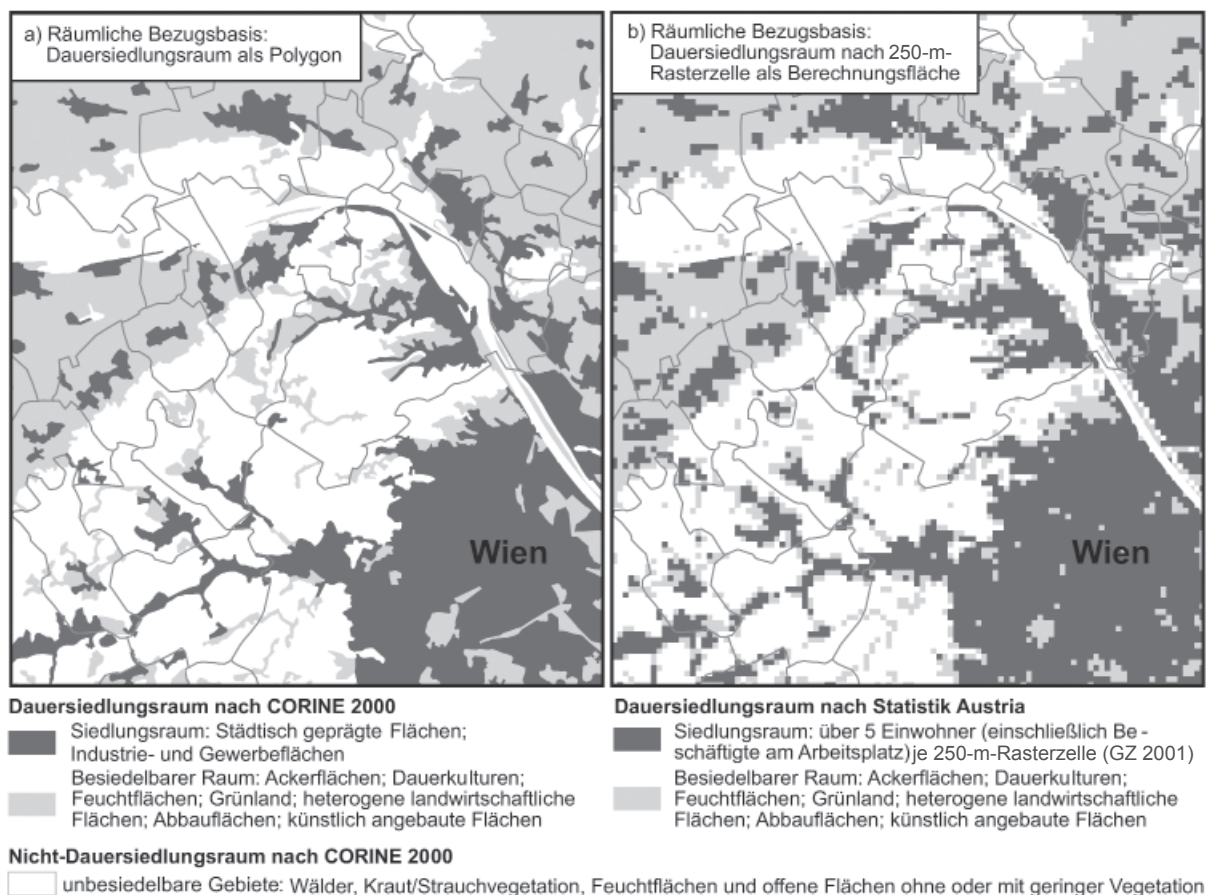 a) Räumliche Bezugsbasis:
Dauersiedlungsraum als Polygon
b) Räumliche Bezugsbasis:
Dauersiedlungsraum nach 250-m-
Rasterzelle als Berechnungsfläche
Wien
Wien
Dauersiedlungsraum nach CORINE 2000
Siedlungsraum: Städtisch geprägte Flächen;
Industrie- und Gewerbeflächen
Besiedelbarer Raum: Ackerflächen; Dauerkulturen;
Feuchtflächen; Grünland; heterogene landwirtschaftliche
Flächen; Abbauflächen; künstlich angebaute Flächen
Dauersiedlungsraum nach Statistik Austria
Siedlungsraum: über 5 Einwohner (einschließlich Be -
schäftigte am Arbeitsplatz) je 250-m-Rasterzelle (GZ 2001)
Besiedelbarer Raum: Ackerflächen; Dauerkulturen;
Feuchtflächen; Grünland; heterogene landwirtschaftliche
Flächen; Abbauflächen; künstlich angebaute Flächen
Nicht-Dauersiedlungsraum nach CORINE 2000
unbesiedelbare Gebiete: Wälder, Kraut/Strauchvegetation, Feuchtflächen und offene Flächen ohne oder mit geringer Vegetation